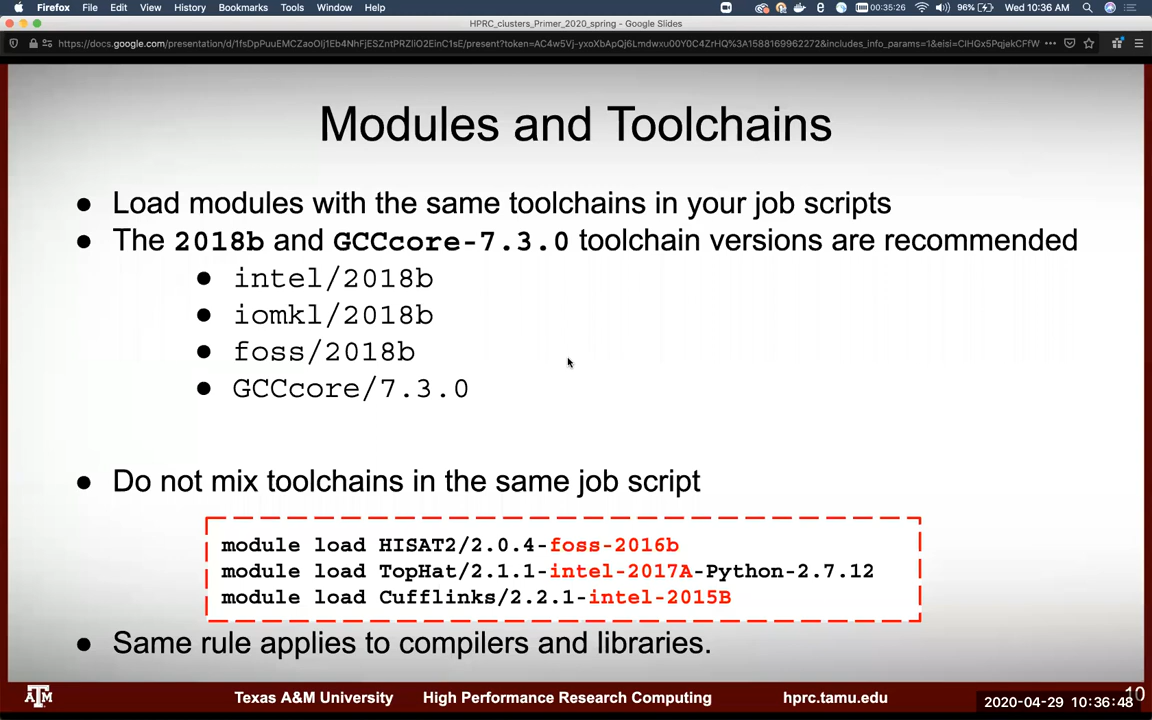 Firefox File Edit View History Bookmarks Tools Window Help 00:35:26 96% Wed 10:36 AM
HPRC_clusters_Primer_2020_spring - Google Slides
Modules and Toolchains
● Load modules with the same toolchains in your job scripts
● The 2018b and GCCcore-7.3.0 toolchain versions are recommended
● intel/2018b
● iomkl/2018b
● foss/2018b
● GCCcore/7.3.0
● Do not mix toolchains in the same job script
module load HISAT2/2.0.4-foss-2016b
module load TopHat/2.1.1-intel-2017A-Python-2.7.12
module load Cufflinks/2.2.1-intel-2015B
● Same rule applies to compilers and libraries.
ATM Texas A&M University High Performance Research Computing hprc.tamu.edu 10
2020-04-29 10:36:48